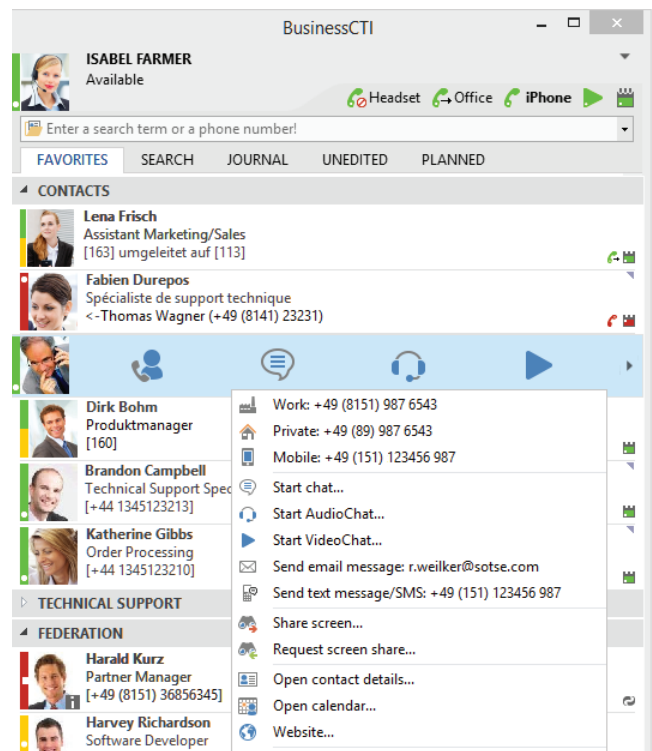 BusinessCTI
ISABEL FARMER
Available
Headset Office iPhone
Enter a search term or a phone number!
FAVORITES SEARCH JOURNAL UNEDITED PLANNED
CONTACTS
Lena Frisch
Assistant Marketing/Sales
[163] umgeleitet auf [113]
Fabien Durepos
Spécialiste de support technique
<-Thomas Wagner (+49 (8141) 23231)
Dirk Bohm
Produktmanager
[160]
Brandon Campbell
Technical Support Spec
[+44 1345123213]
Katherine Gibbs
Order Processing
[+44 1345123210]
TECHNICAL SUPPORT
FEDERATION
Harald Kurz
Partner Manager
[+49 (8151) 36856345]
Harvey Richardson
Software Developer
Work: +49 (8151) 987 6543
Private: +49 (89) 987 6543
Mobile: +49 (151) 123456 987
Start chat...
Start AudioChat...
Start VideoChat...
Send email message: r.weilker@sotse.com
Send text message/SMS: +49 (151) 123456 987
Share screen...
Request screen share...
Open contact details...
Open calendar...
Website...